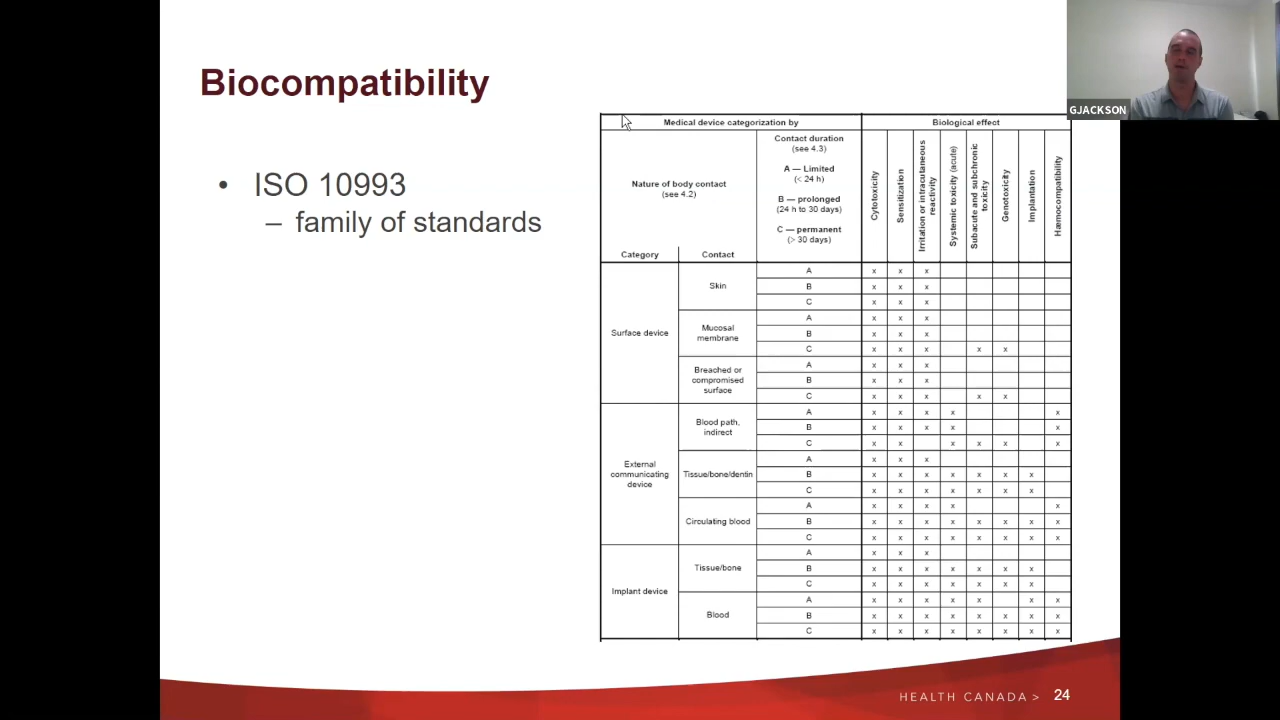 Biocompatibility
GJACKSON
• ISO 10993
– family of standards
Medical device categorization by
Biological effect
Nature of body contact
(see 4.2)
Contact duration
(see 4.3)
A — Limited
(< 24 h)
B — prolonged
(24 h to 30 days)
C — permanent
(> 30 days)
Cytotoxicity
Sensitization
Irritation or intracutaneous
reactivity
Systemic toxicity (acute)
Subacute and subchronic
toxicity
Genotoxicity
Implantation
Hæmocompatibility
Category
Contact
Surface device
Skin
A x x x
B x x x
C x x x
Mucosal
membrane
A x x x
B x x x
C x x x x x
Breached or
compromised
surface
A x x x
B x x x
C x x x x x
External
communicating
device
Blood path,
indirect
A x x x x x
B x x x x x
C x x x x x x
Tissue/bone/dentin
A x x x
B x x x x x x x
C x x x x x x x
Circulating blood
A x x x x x
B x x x x x x x x
C x x x x x x x x
Implant device
Tissue/bone
A x x x
B x x x x x x x
C x x x x x x x
Blood
A x x x x x x x
B x x x x x x x x
C x x x x x x x x
HEALTH CANADA > 24